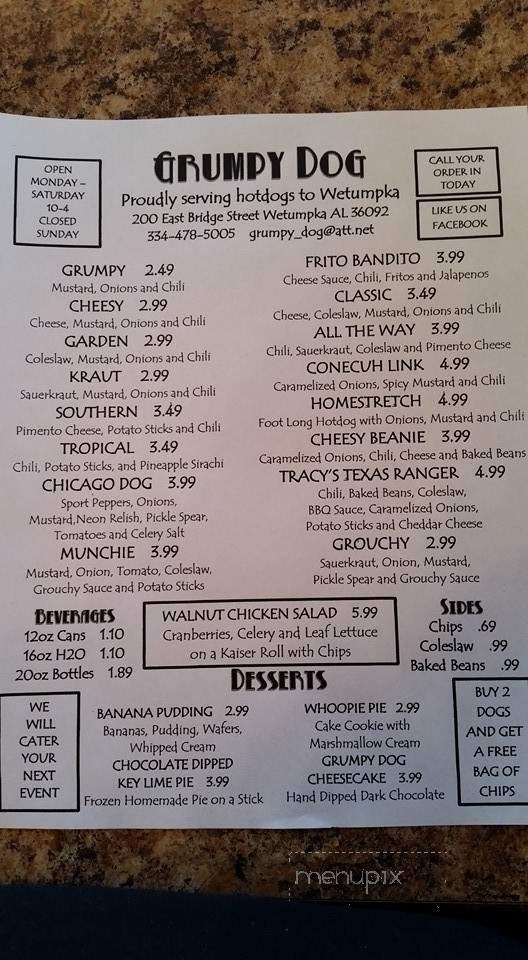 OPEN
MONDAY –
SATURDAY
10-4
CLOSED
SUNDAY
GRUMPY DOG
Proudly serving hotdogs to Wetumpka
200 East Bridge Street Wetumpka AL 36092
334-478-5005 grumpy_dog@att.net
CALL YOUR
ORDER IN
TODAY
LIKE US ON
FACEBOOK
GRUMPY 2.49
Mustard, Onions and Chili
CHEESY 2.99
Cheese, Mustard, Onions and Chili
GARDEN 2.99
Coleslaw, Mustard, Onions and Chili
KRAUT 2.99
Sauerkraut, Mustard, Onions and Chili
SOUTHERN 3.49
Pimento Cheese, Potato Sticks and Chili
TROPICAL 3.49
Chili, Potato Sticks, and Pineapple Sirachi
CHICAGO DOG 3.99
Sport Peppers, Onions,
Mustard,Neon Relish, Pickle Spear,
Tomatoes and Celery Salt
MUNCHIE 3.99
Mustard, Onion, Tomato, Coleslaw,
Grouchy Sauce and Potato Sticks
FRITO BANDITO 3.99
Cheese Sauce, Chili, Fritos and Jalapenos
CLASSIC 3.49
Cheese, Coleslaw, Mustard, Onions and Chili
ALL THE WAY 3.99
Chili, Sauerkraut, Coleslaw and Pimento Cheese
CONECUH LINK 4.99
Caramelized Onions, Spicy Mustard and Chili
HOMESTRETCH 4.99
Foot Long Hotdog with Onions, Mustard and Chili
CHEESY BEANIE 3.99
Caramelized Onions, Chili, Cheese and Baked Beans
TRACY'S TEXAS RANGER 4.99
Chili, Baked Beans, Coleslaw,
BBQ Sauce, Caramelized Onions,
Potato Sticks and Cheddar Cheese
GROUCHY 2.99
Sauerkraut, Onion, Mustard,
Pickle Spear and Grouchy Sauce
BEVERAGES
12oz Cans 1.10
16oz H2O 1.10
20oz Bottles 1.89
WALNUT CHICKEN SALAD 5.99
Cranberries, Celery and Leaf Lettuce
on a Kaiser Roll with Chips
SIDES
Chips .69
Coleslaw .99
Baked Beans .99
DESSERTS
WE
WILL
CATER
YOUR
NEXT
EVENT
BANANA PUDDING 2.99
Bananas, Pudding, Wafers,
Whipped Cream
CHOCOLATE DIPPED
KEY LIME PIE 3.99
Frozen Homemade Pie on a Stick
WHOOPIE PIE 2.99
Cake Cookie with
Marshmallow Cream
GRUMPY DOG
CHEESECAKE 3.99
Hand Dipped Dark Chocolate
BUY 2
DOGS
AND GET
A FREE
BAG OF
CHIPS
menupix